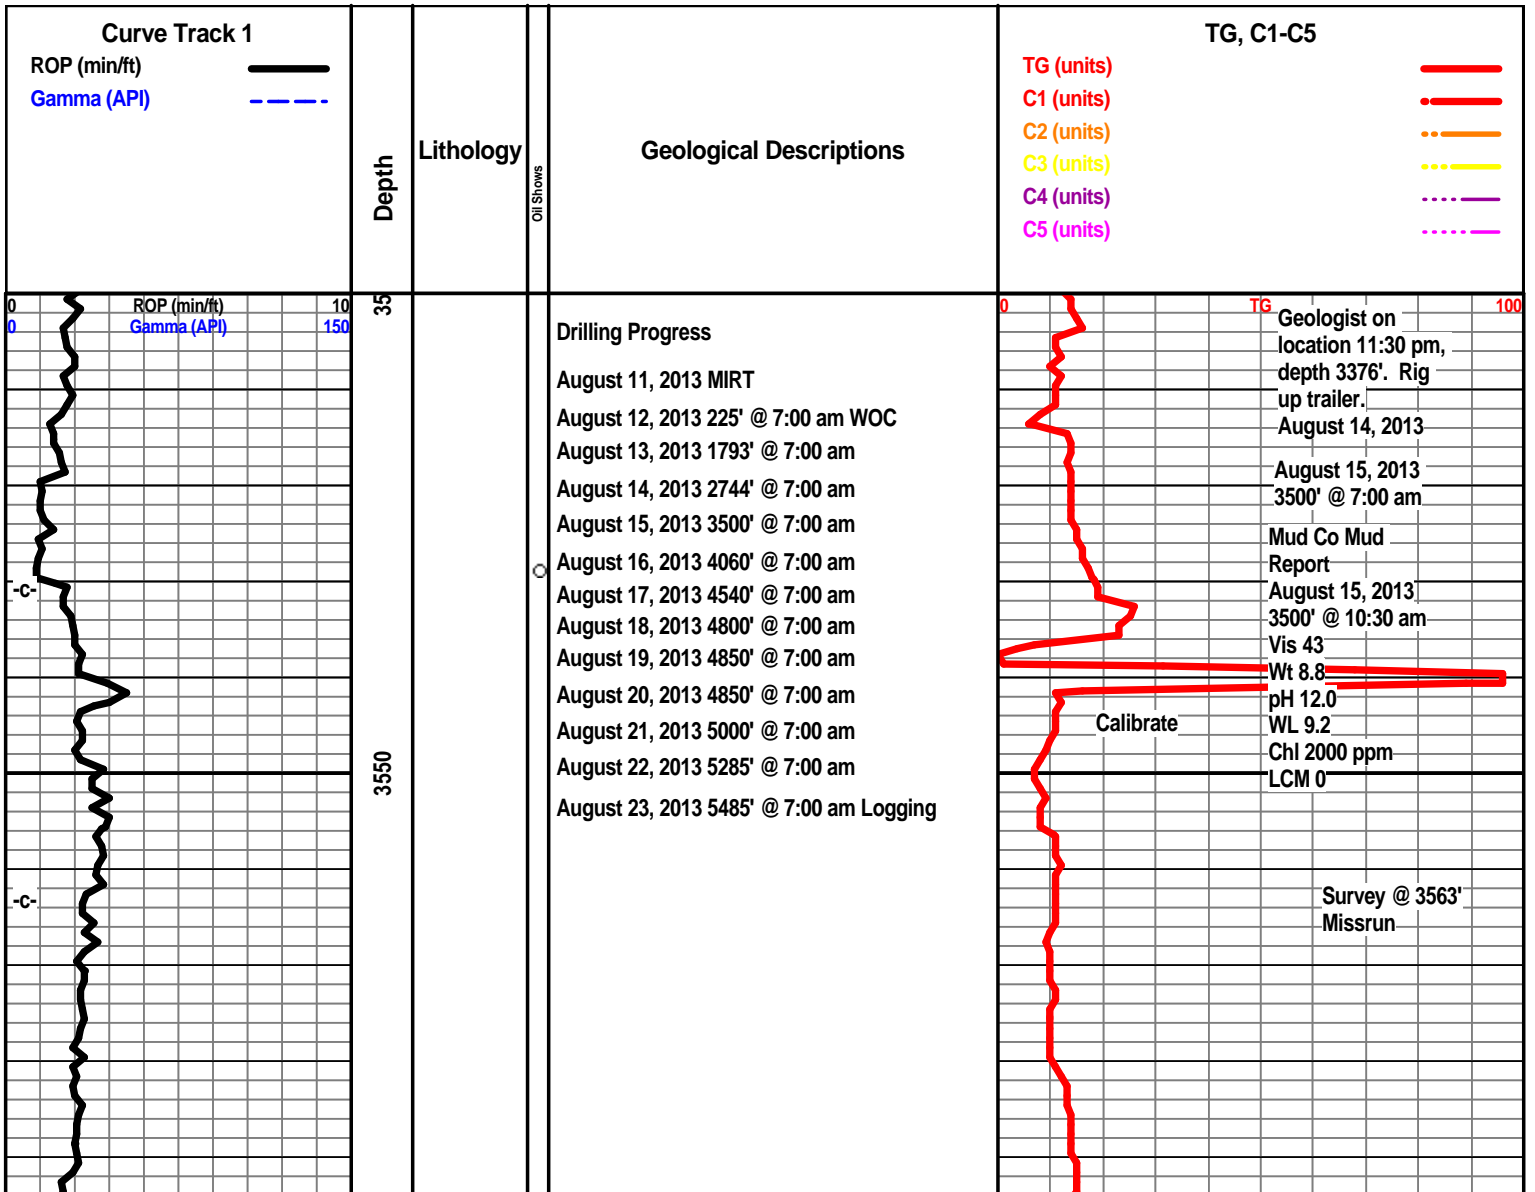 Curve Track 1
ROP (min/ft)
Gamma (API)
Depth
Lithology
Oil Shows
Geological Descriptions
TG, C1-C5
TG (units)
C1 (units)
C2 (units)
C3 (units)
C4 (units)
C5 (units)
0 ROP (min/ft) 10
0 Gamma (API) 150
35
0 TG 100
Drilling Progress
August 11, 2013 MIRT
August 12, 2013 225' @ 7:00 am WOC
August 13, 2013 1793' @ 7:00 am
August 14, 2013 2744' @ 7:00 am
August 15, 2013 3500' @ 7:00 am
August 16, 2013 4060' @ 7:00 am
August 17, 2013 4540' @ 7:00 am
August 18, 2013 4800' @ 7:00 am
August 19, 2013 4850' @ 7:00 am
August 20, 2013 4850' @ 7:00 am
August 21, 2013 5000' @ 7:00 am
August 22, 2013 5285' @ 7:00 am
August 23, 2013 5485' @ 7:00 am Logging
Geologist on
location 11:30 pm,
depth 3376'. Rig
up trailer.
August 14, 2013
August 15, 2013
3500' @ 7:00 am
Mud Co Mud
Report
August 15, 2013
3500' @ 10:30 am
Vis 43
Wt 8.8
pH 12.0
WL 9.2
Chl 2000 ppm
LCM 0
Calibrate
-c-
3550
-c-
Survey @ 3563'
Missrun